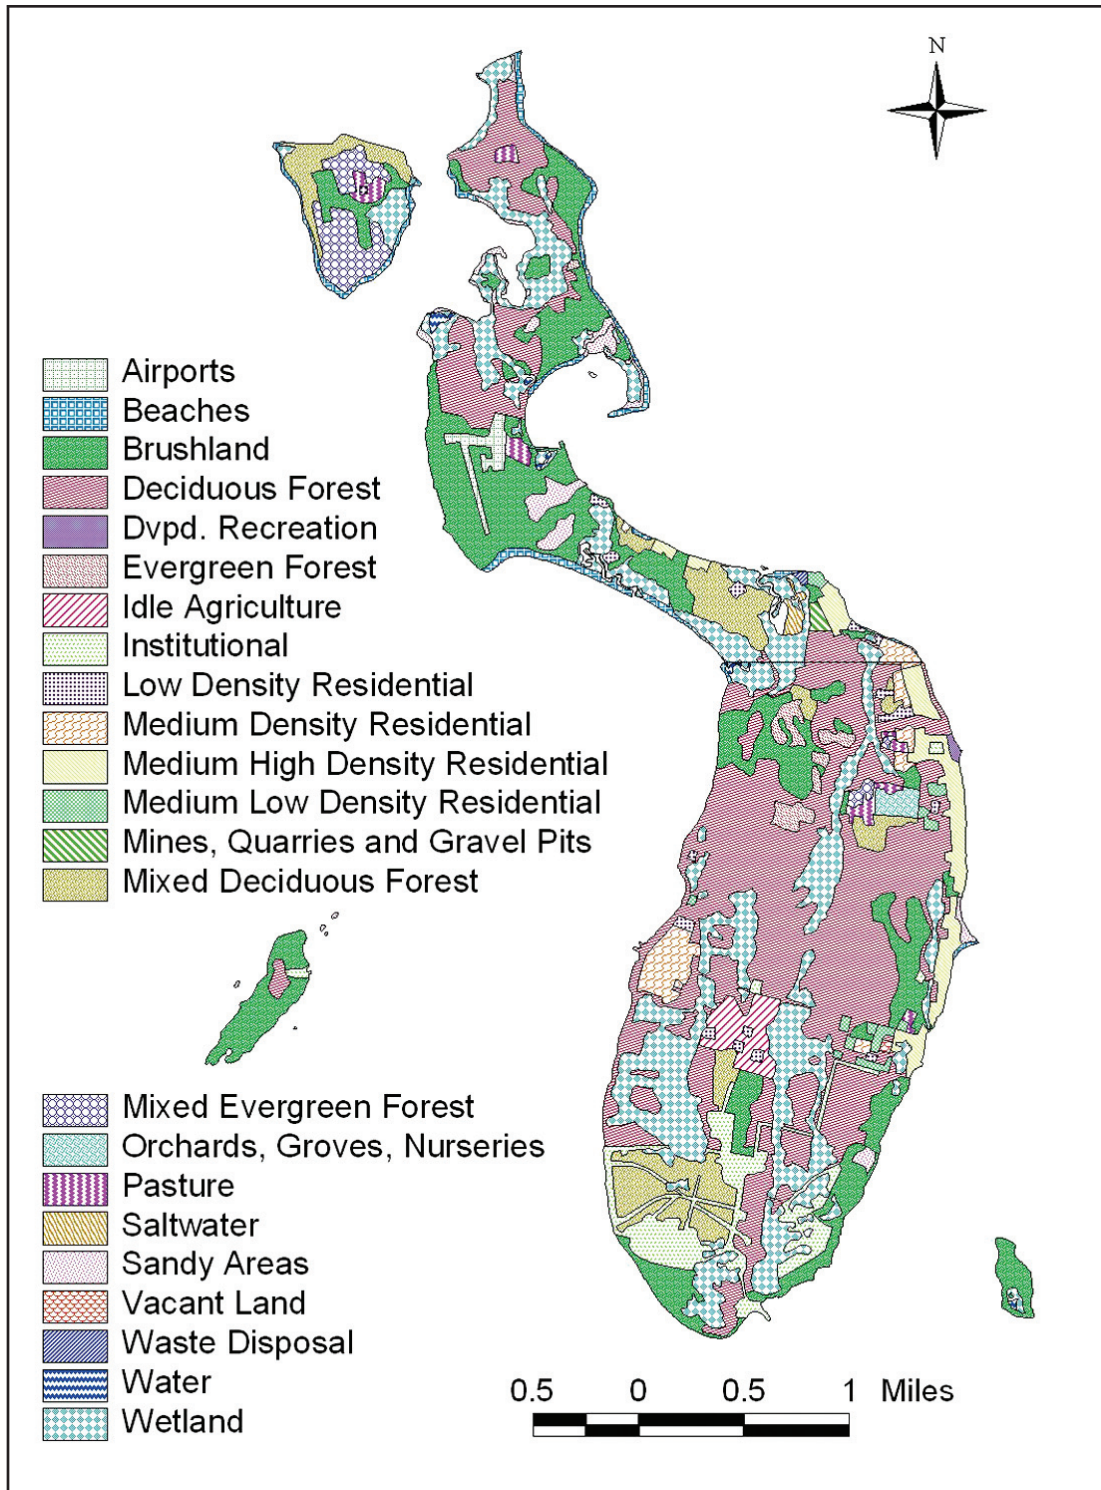 N
Airports
Beaches
Brushland
Deciduous Forest
Dvpd. Recreation
Evergreen Forest
Idle Agriculture
Institutional
Low Density Residential
Medium Density Residential
Medium High Density Residential
Medium Low Density Residential
Mines, Quarries and Gravel Pits
Mixed Deciduous Forest
Mixed Evergreen Forest
Orchards, Groves, Nurseries
Pasture
Saltwater
Sandy Areas
Vacant Land
Waste Disposal
Water
Wetland
0.5 0 0.5 1 Miles